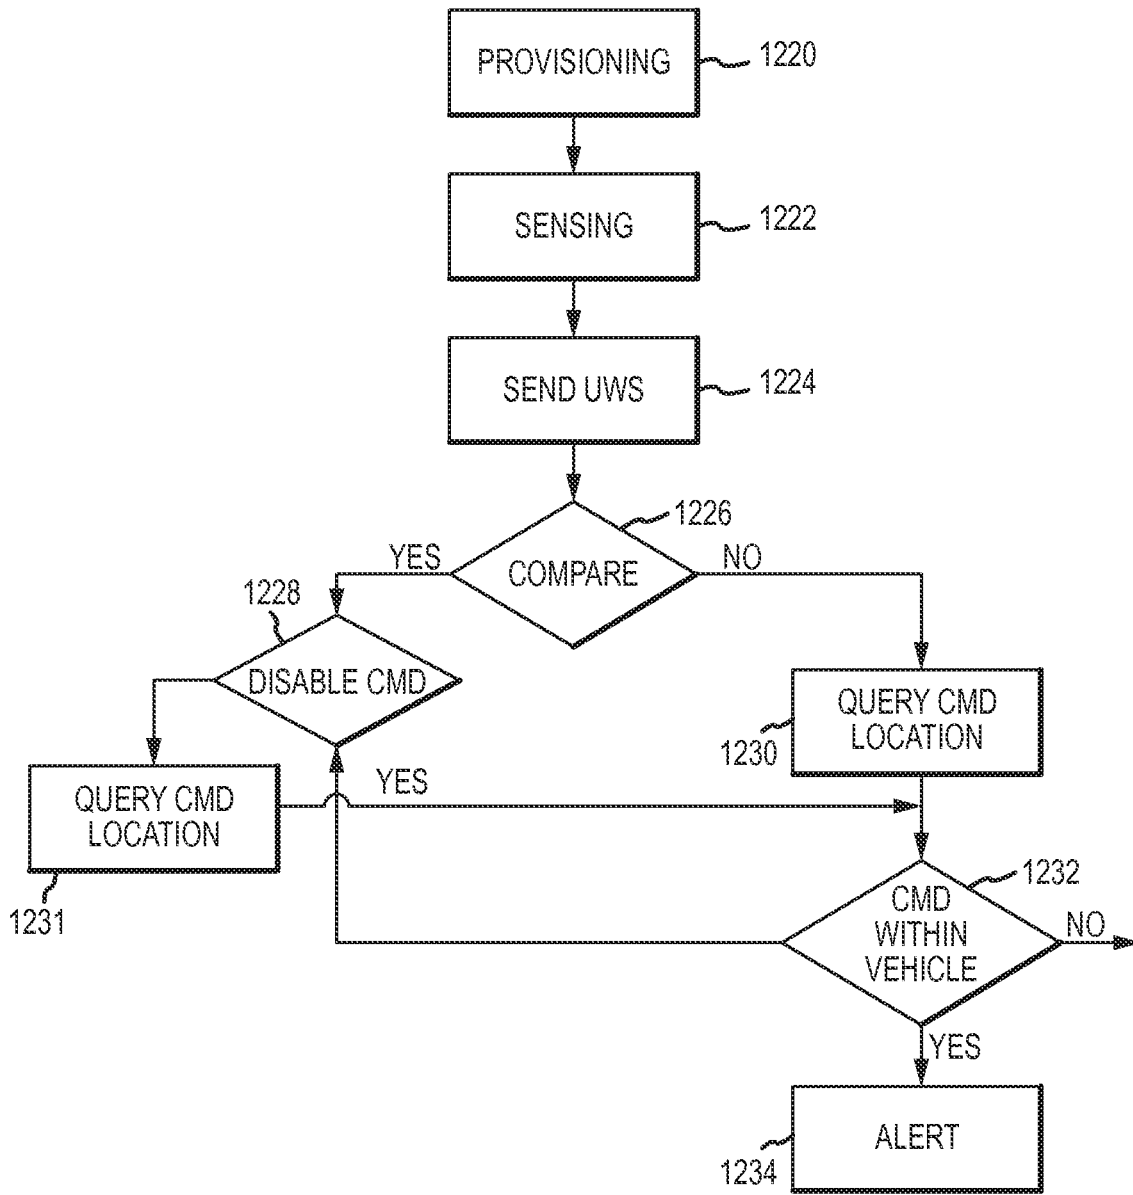 PROVISIONING
1220
SENSING
1222
SEND UWS
1224
1226
YES
COMPARE
NO
1228
DISABLE CMD
QUERY CMD
LOCATION
1230
YES
QUERY CMD
LOCATION
1231
1232
CMD
WITHIN
VEHICLE
NO
YES
ALERT
1234